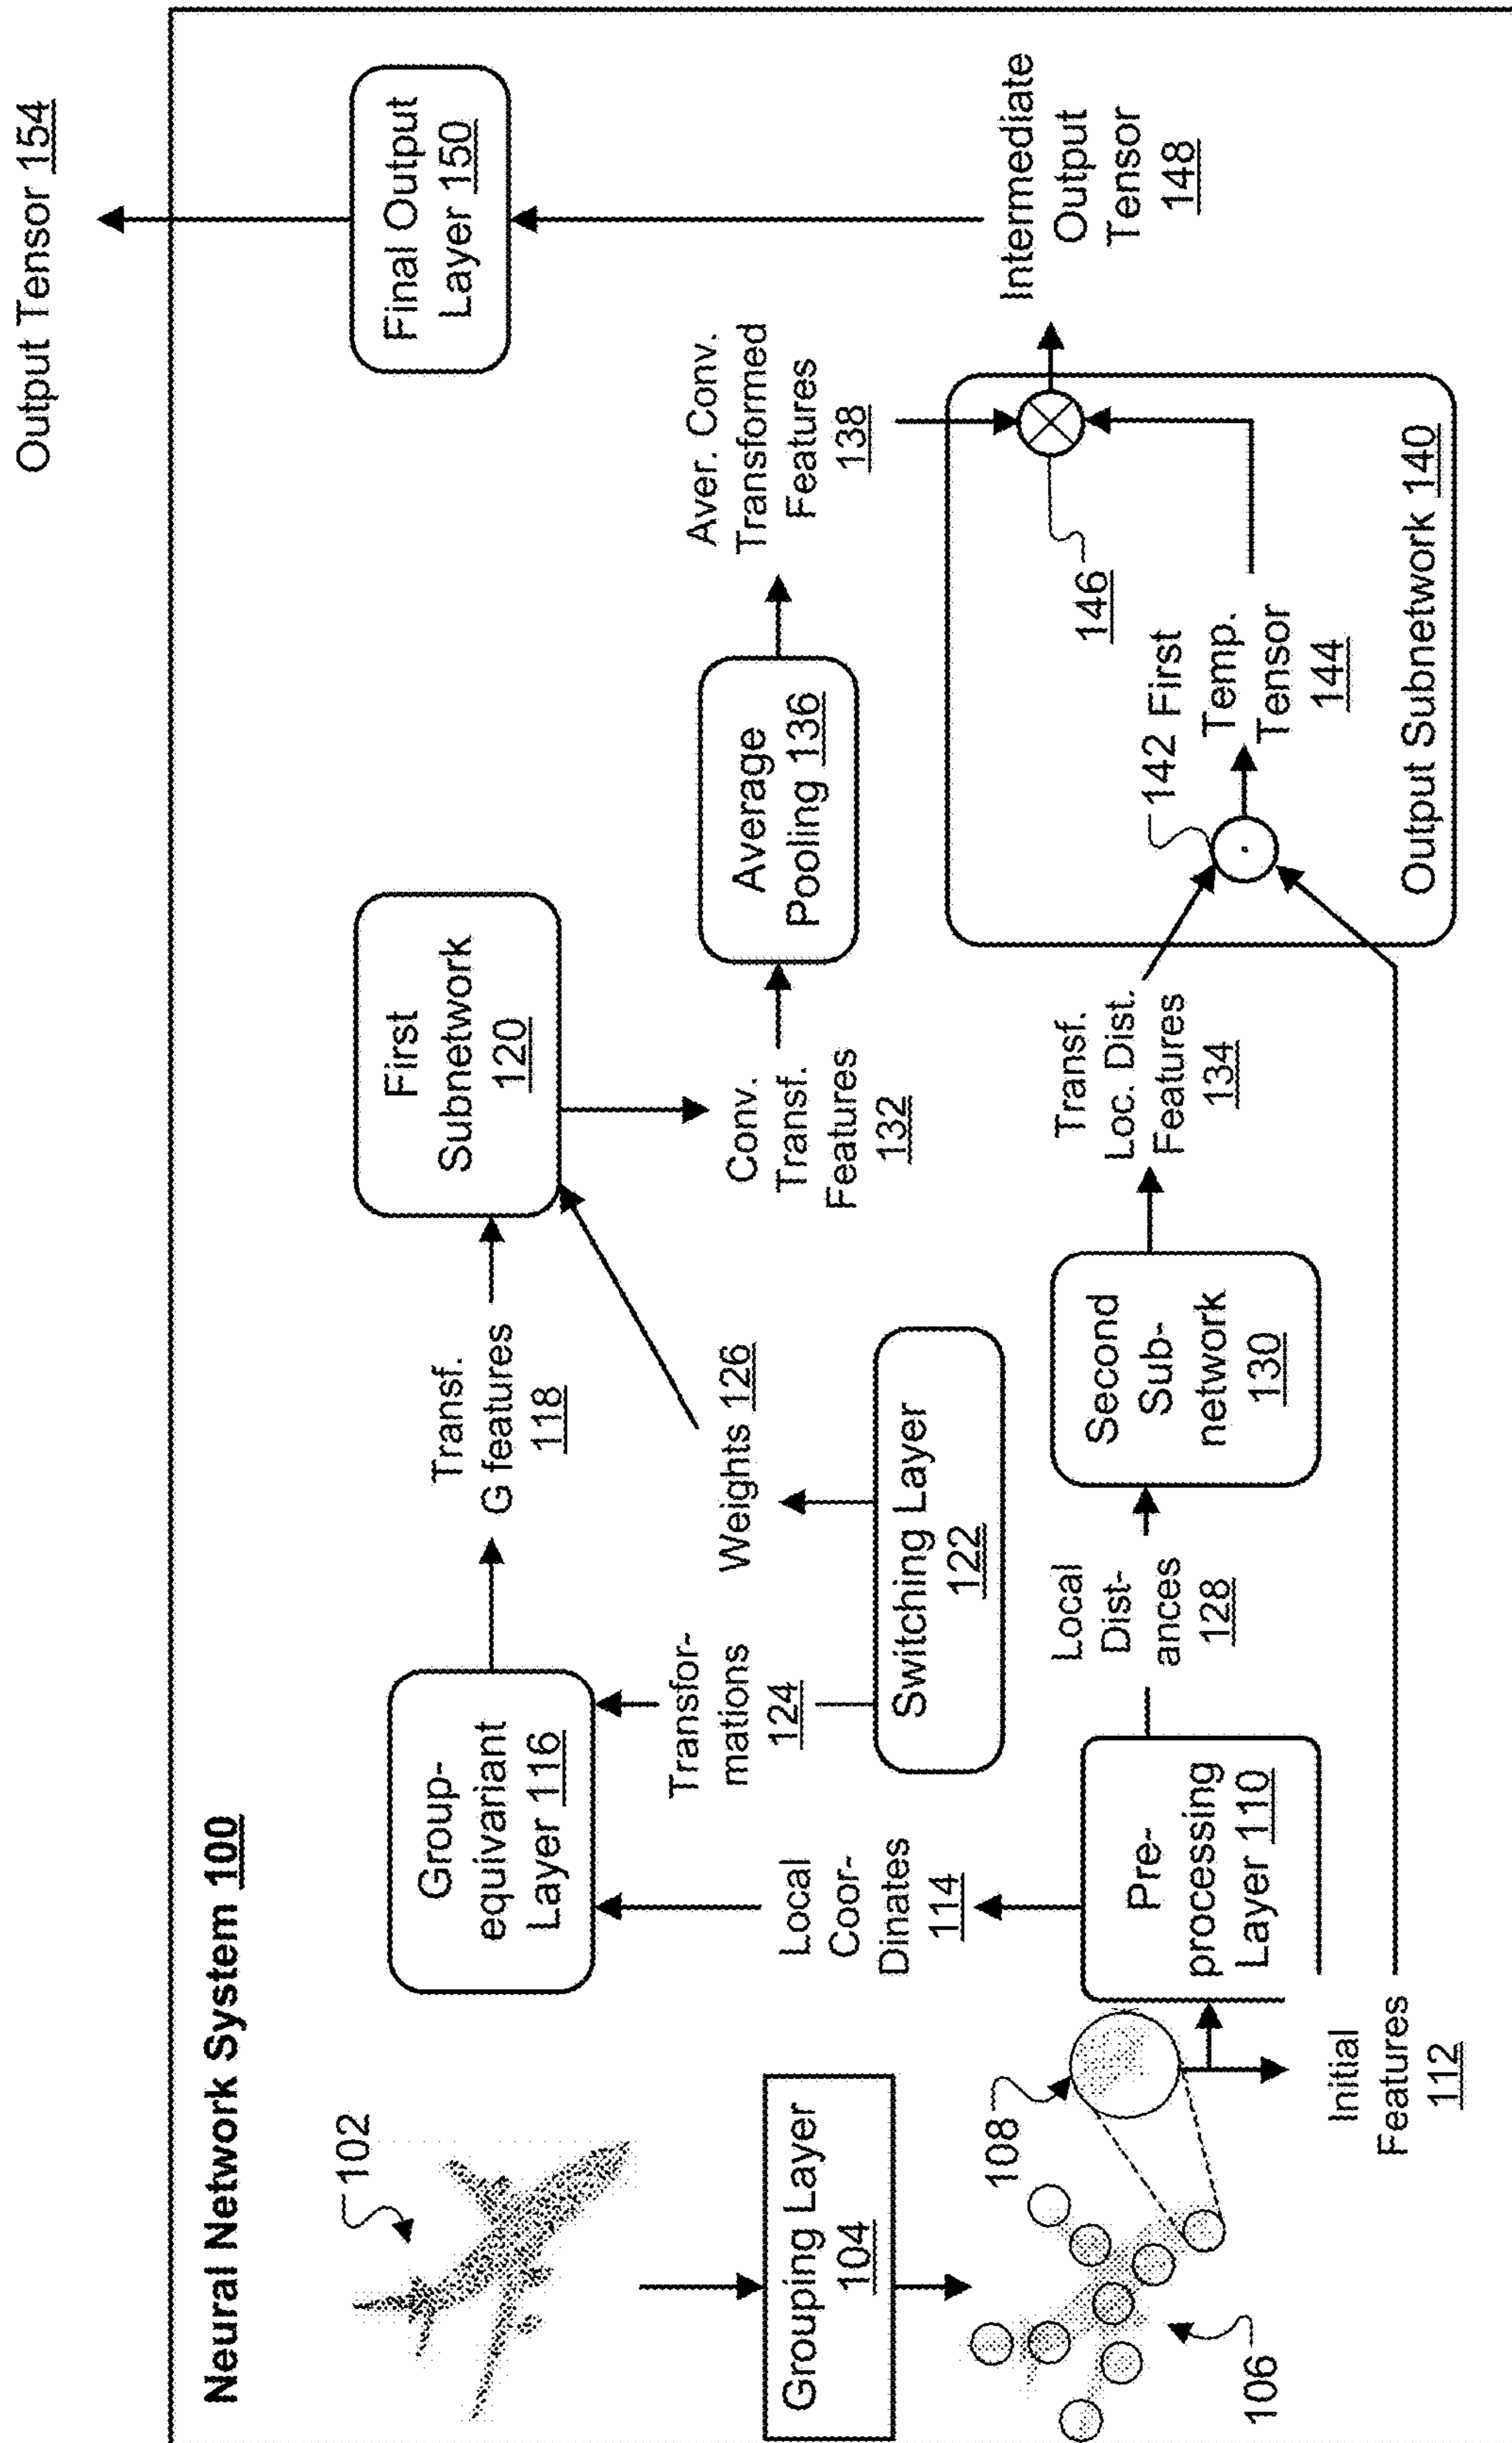 Output Tensor 154
Neural Network System 100
102
Grouping Layer
104
106
108
Initial
Features
112
Pre-
processing
Layer 110
Local
Coor-
Dinates
114
Group-
equivariant
Layer 116
Transfor-
mations
124
Switching Layer
122
Weights 126
Transf.
G features
118
First
Subnetwork
120
Local
Dist-
ances
128
Second
Sub-
network
130
Conv.
Transf.
Features
132
Transf.
Loc. Dist.
Features
134
Average
Pooling 136
Aver. Conv.
Transformed
Features
138
142 First
Temp.
Tensor
144
146
Output Subnetwork 140
Intermediate
Output
Tensor
148
Final Output
Layer 150